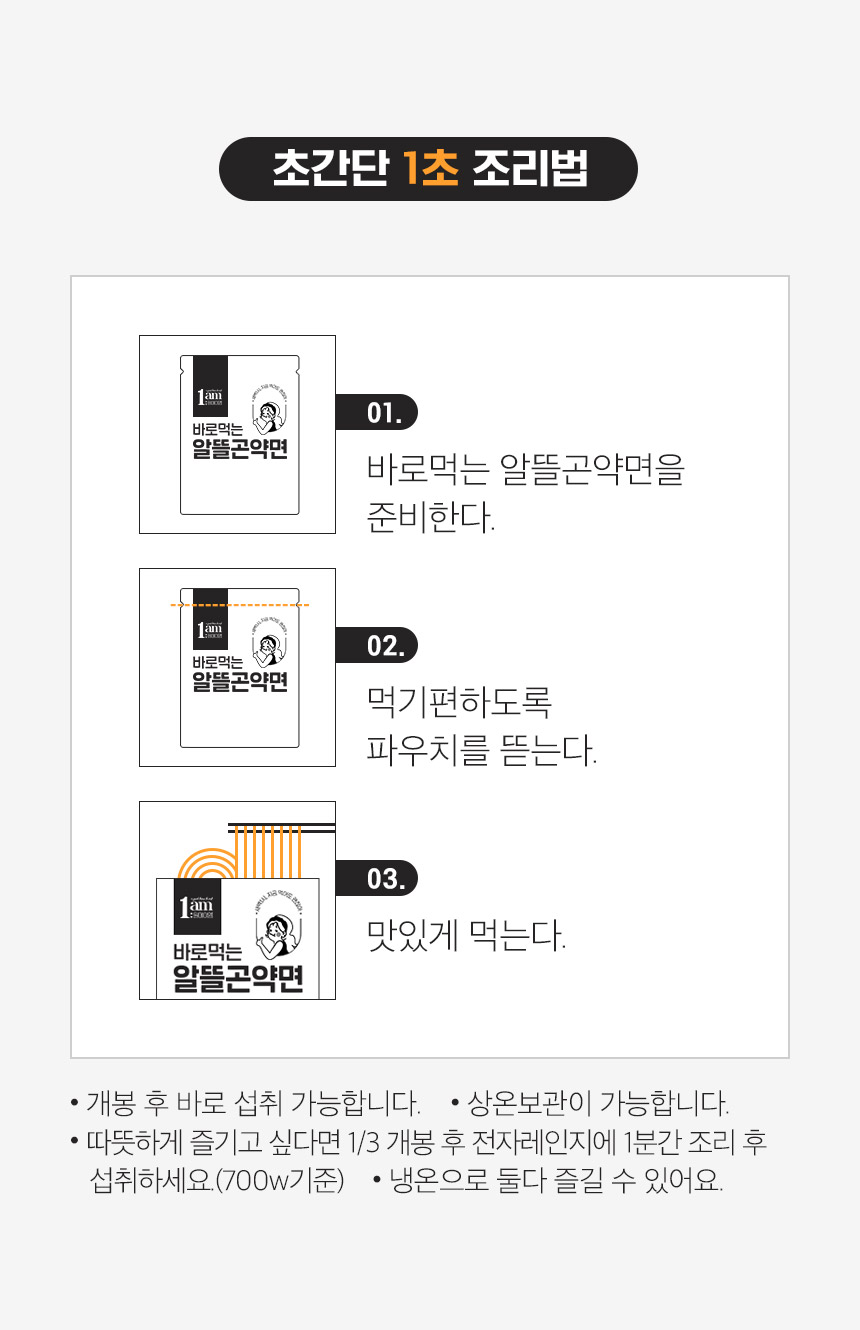 초간단 1초 조리법
1am
바로먹는
알뜰곤약면
01.
바로먹는 알뜰곤약면을
준비한다.
1am
바로먹는
알뜰곤약면
02.
먹기편하도록
파우치를 뜯는다.
1am
바로먹는
알뜰곤약면
03.
맛있게 먹는다.
• 개봉 후 바로 섭취 가능합니다. • 상온보관이 가능합니다.
• 따뜻하게 즐기고 싶다면 1/3 개봉 후 전자레인지에 1분간 조리 후
섭취하세요.(700w기준) • 냉온으로 둘다 즐길 수 있어요.